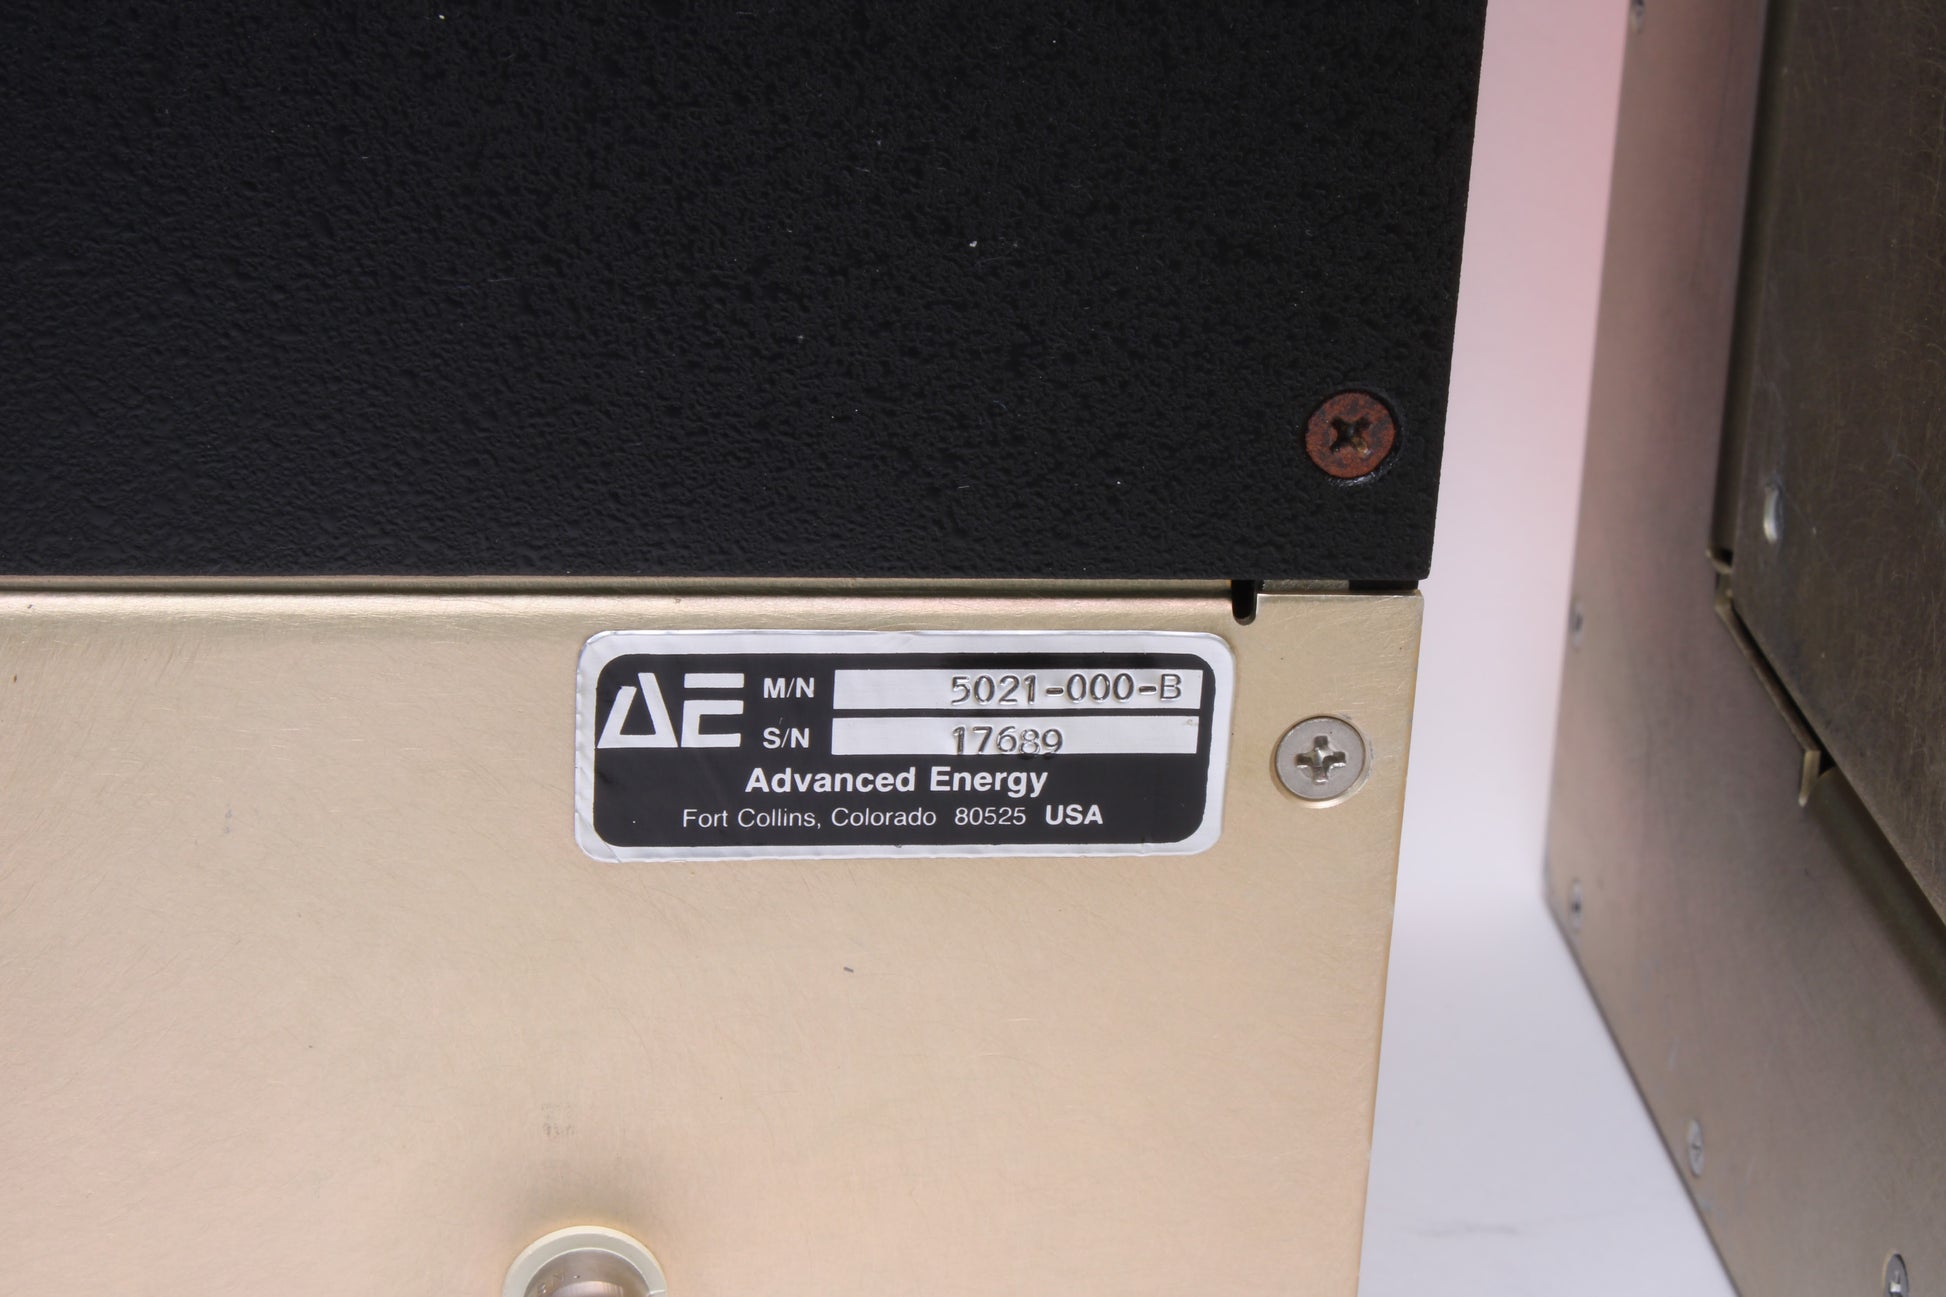 AE M/N 5021-000-B
S/N 17689
Advanced Energy
Fort Collins, Colorado 80525 USA